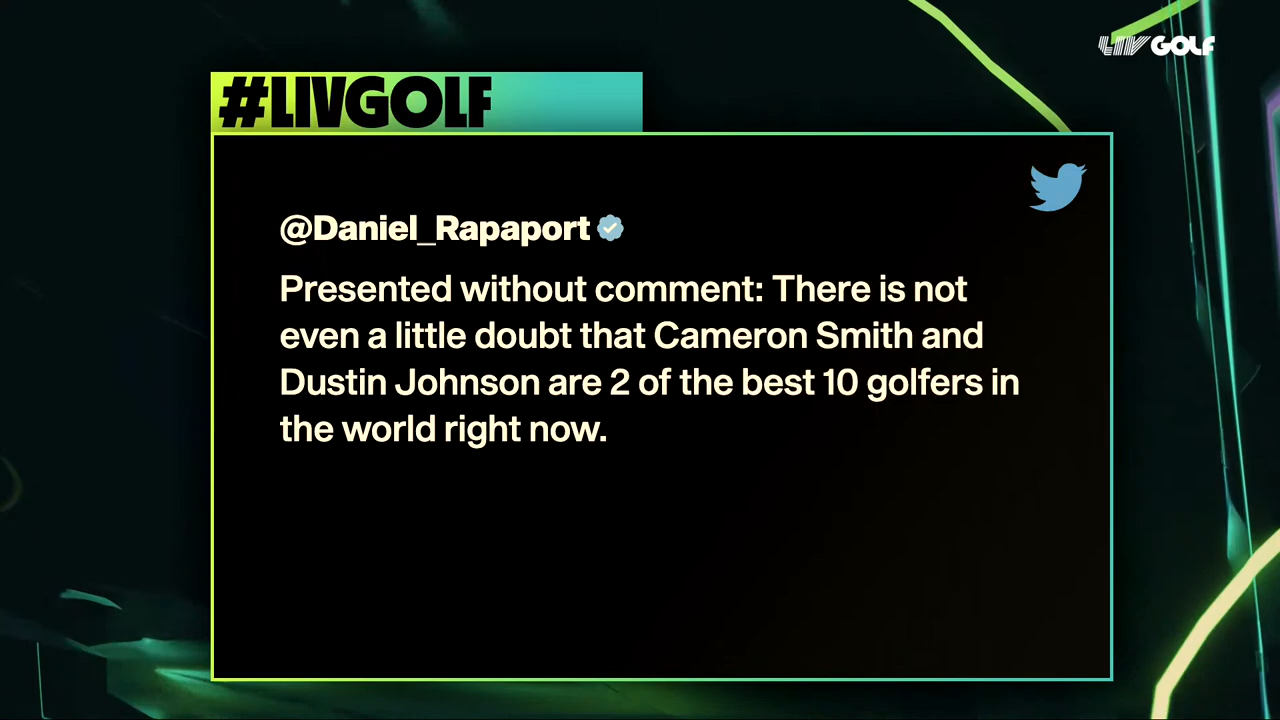 LIV GOLF
#LIVGOLF
@Daniel_Rapaport
Presented without comment: There is not
even a little doubt that Cameron Smith and
Dustin Johnson are 2 of the best 10 golfers in
the world right now.